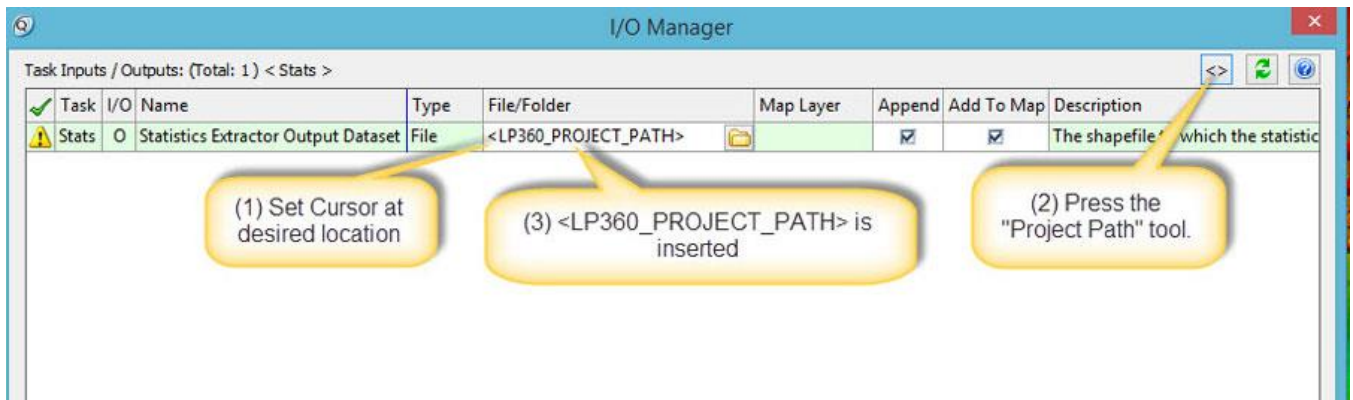 I/O Manager
Task Inputs / Outputs: (Total: 1 ) < Stats >
<>
Task I/O Name Type File/Folder Map Layer Append Add To Map Description
Stats O Statistics Extractor Output Dataset File <LP360_PROJECT_PATH> The shapefile which the statistic
(1) Set Cursor at
desired location
(3) <LP360_PROJECT_PATH> is
inserted
(2) Press the
"Project Path" tool.